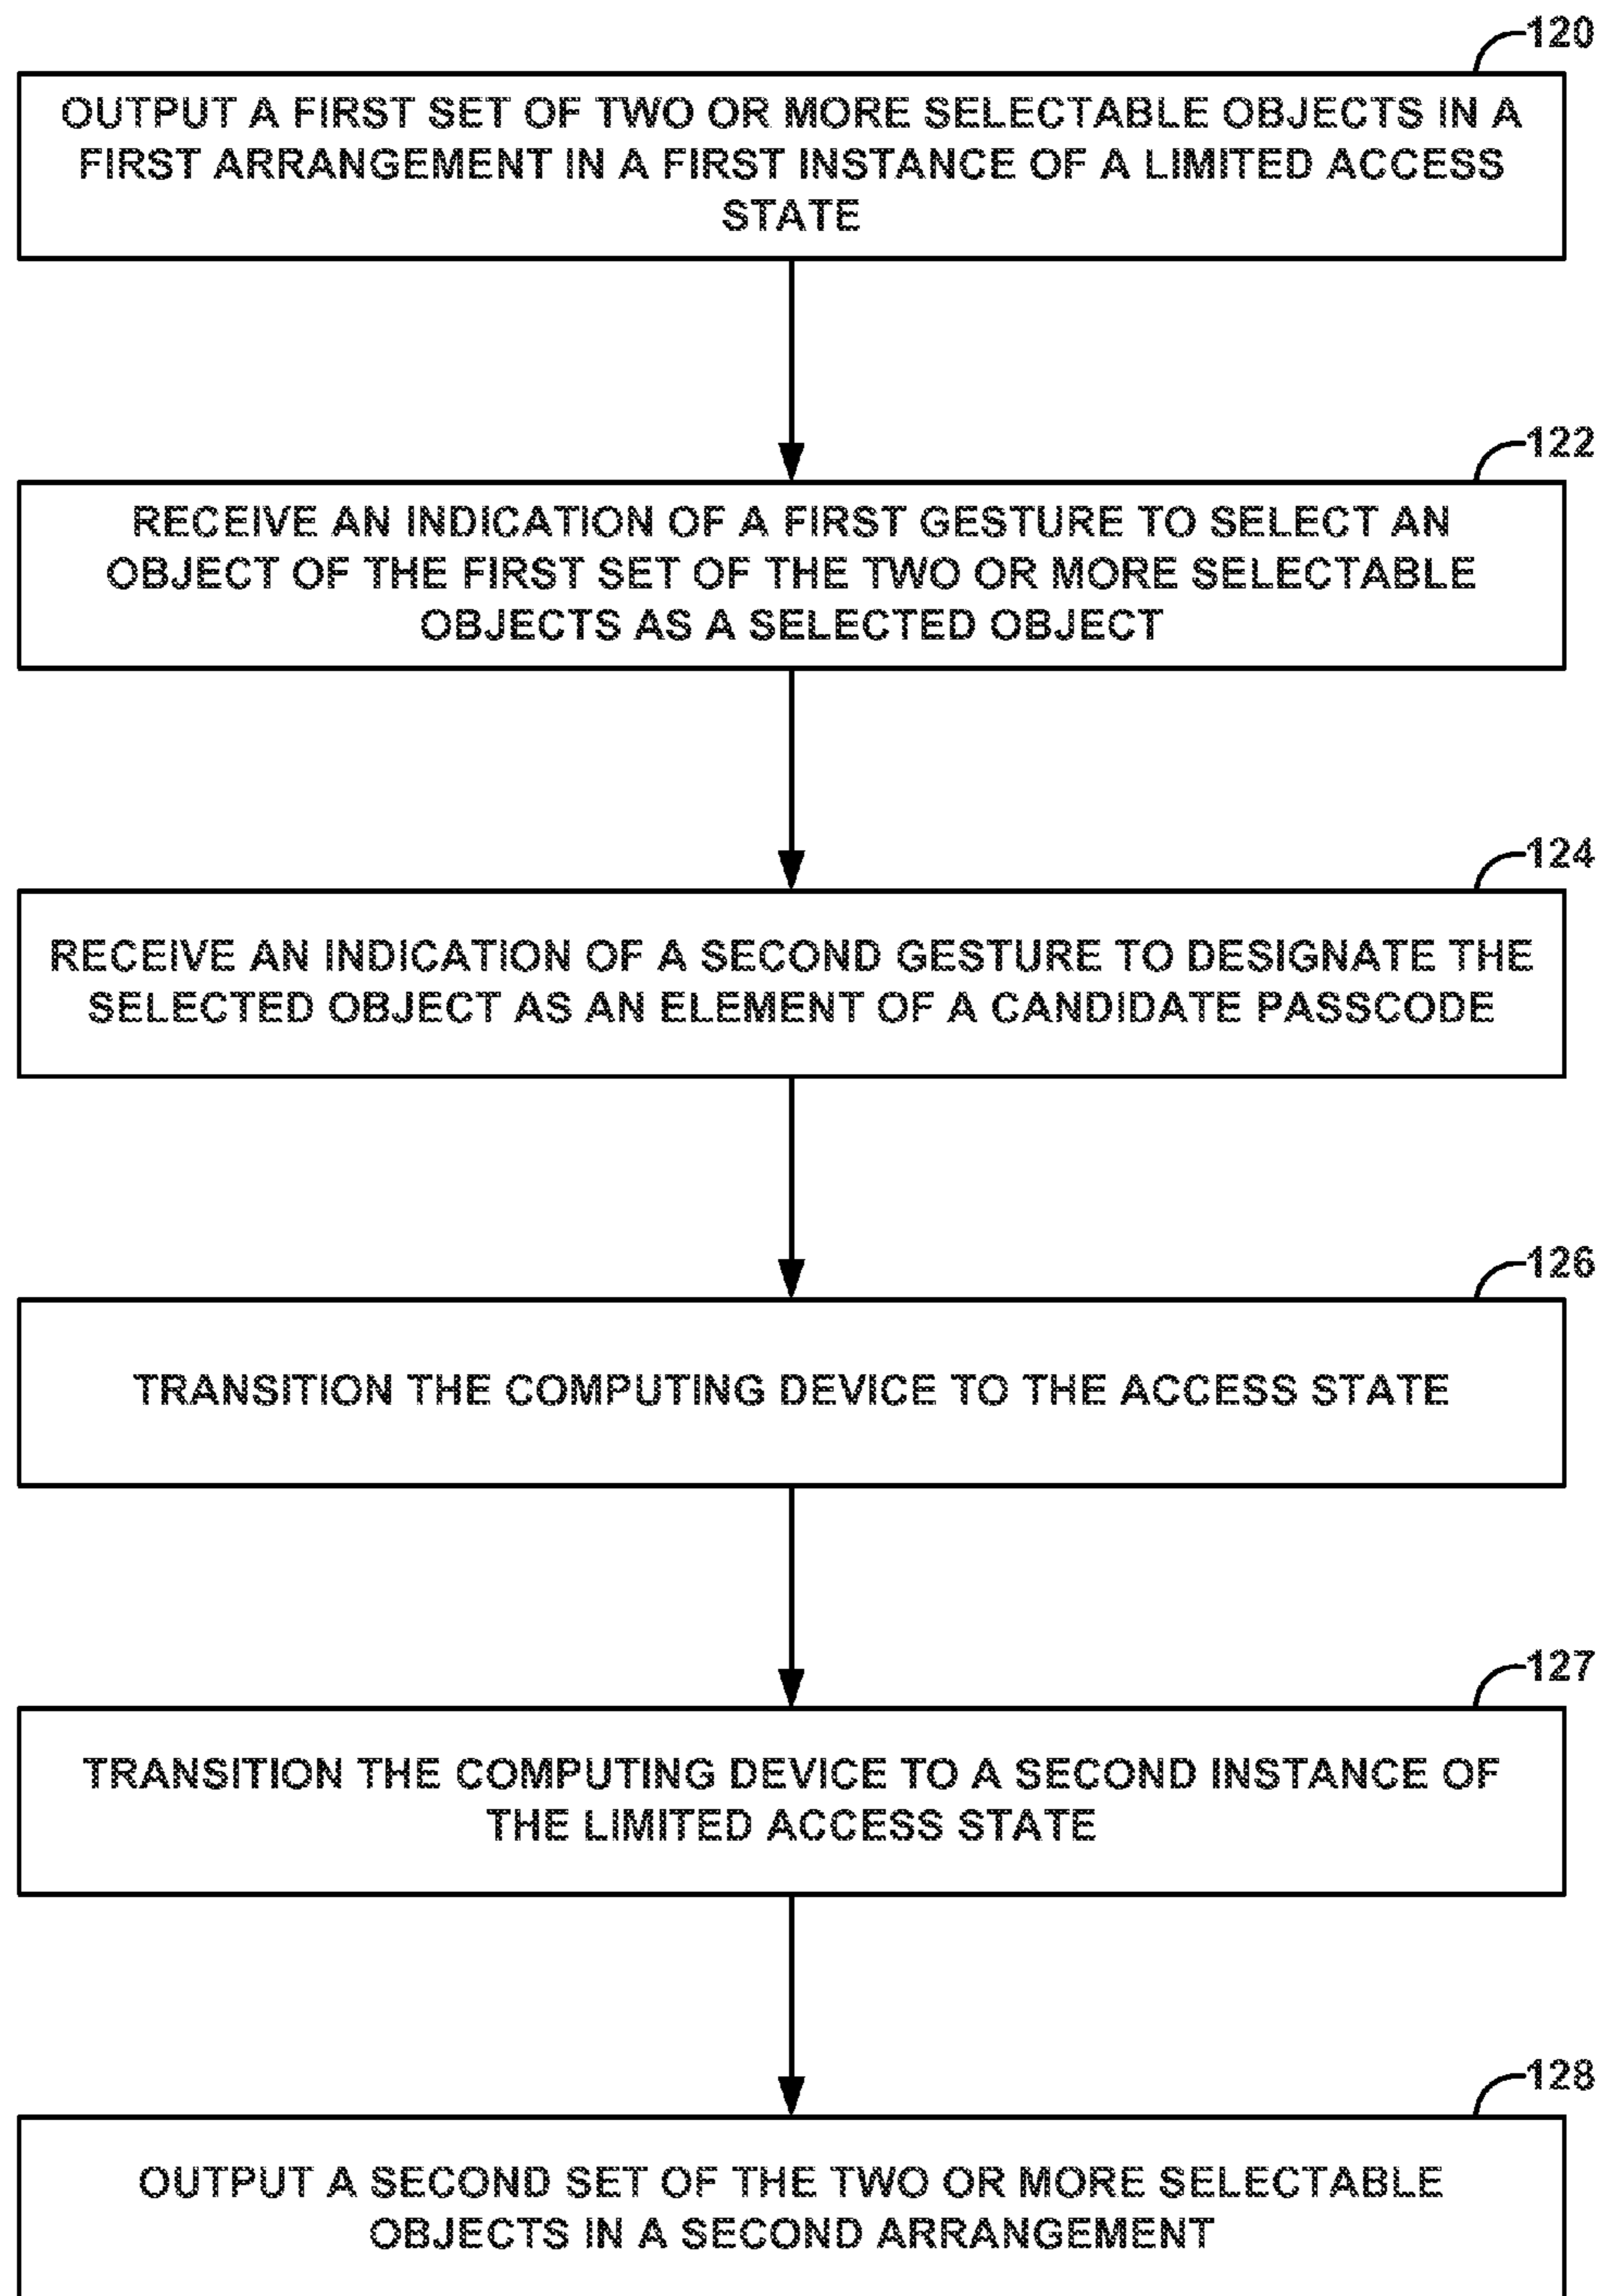 120
OUTPUT A FIRST SET OF TWO OR MORE SELECTABLE OBJECTS IN A
FIRST ARRANGEMENT IN A FIRST INSTANCE OF A LIMITED ACCESS
STATE
122
RECEIVE AN INDICATION OF A FIRST GESTURE TO SELECT AN
OBJECT OF THE FIRST SET OF THE TWO OR MORE SELECTABLE
OBJECTS AS A SELECTED OBJECT
124
RECEIVE AN INDICATION OF A SECOND GESTURE TO DESIGNATE THE
SELECTED OBJECT AS AN ELEMENT OF A CANDIDATE PASSCODE
126
TRANSITION THE COMPUTING DEVICE TO THE ACCESS STATE
127
TRANSITION THE COMPUTING DEVICE TO A SECOND INSTANCE OF
THE LIMITED ACCESS STATE
128
OUTPUT A SECOND SET OF THE TWO OR MORE SELECTABLE
OBJECTS IN A SECOND ARRANGEMENT